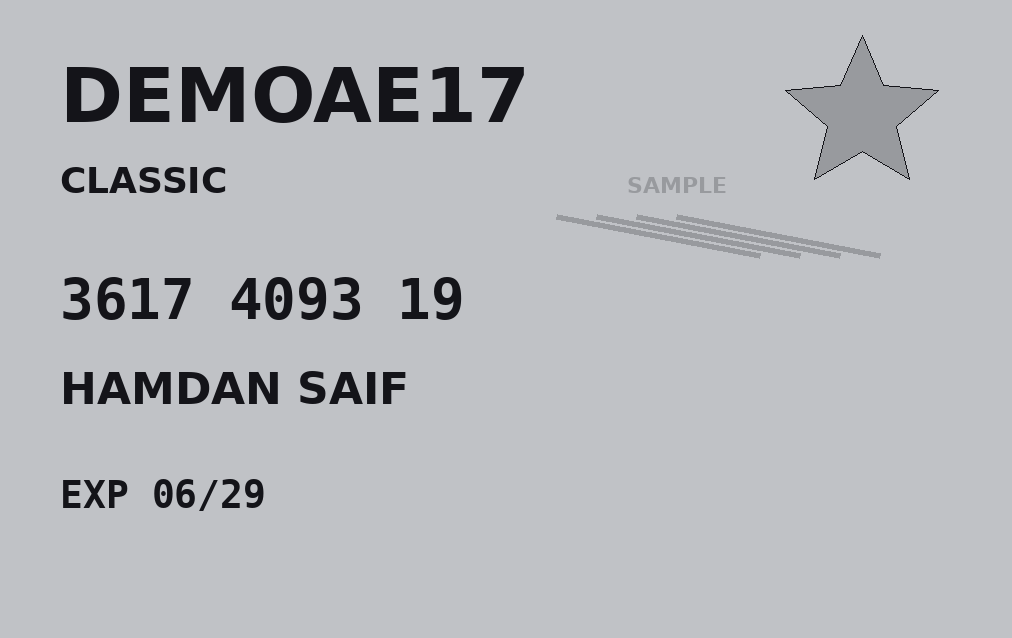 DEMOAE17
CLASSIC
SAMPLE
3617 4093 19
HAMDAN SAIF
EXP 06/29